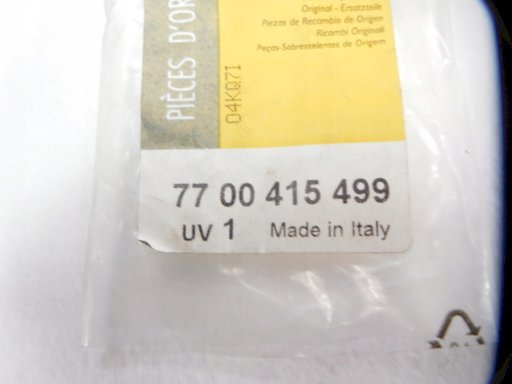 Original - Ersatzteile
Piezas de Recambio de Origen
Ricambi Originali
Peças-Sobresselentes de Origem
PIÈCES D'OR
04K07I
77 00 415 499
UV 1 Made in Italy